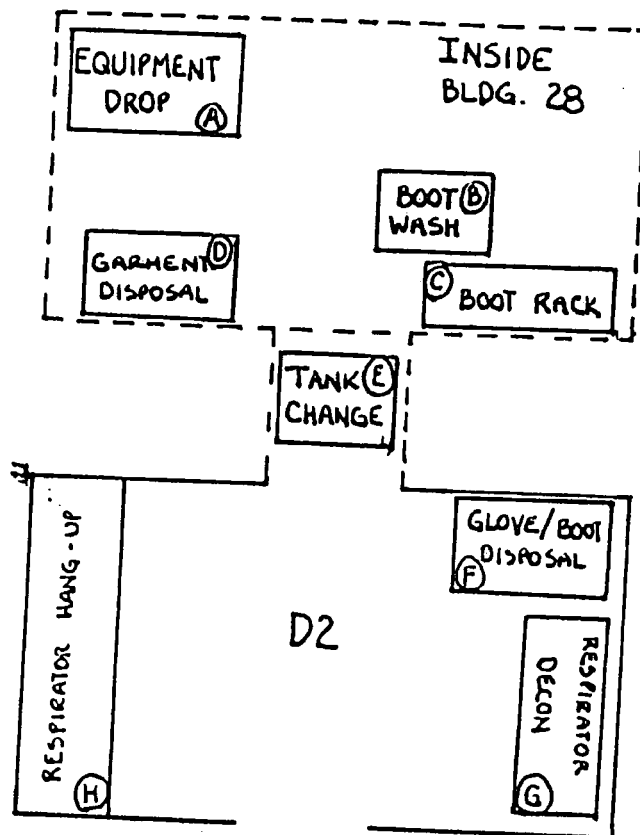 EQUIPMENT
DROP A
INSIDE
BLDG. 28
BOOT B
WASH
D
GARMENT
DISPOSAL
C BOOT RACK
TANK E
CHANGE
RESPIRATOR HANG-UP
H
GLOVE/BOOT
DISPOSAL
F
D2
RESPIRATOR
DECON
G